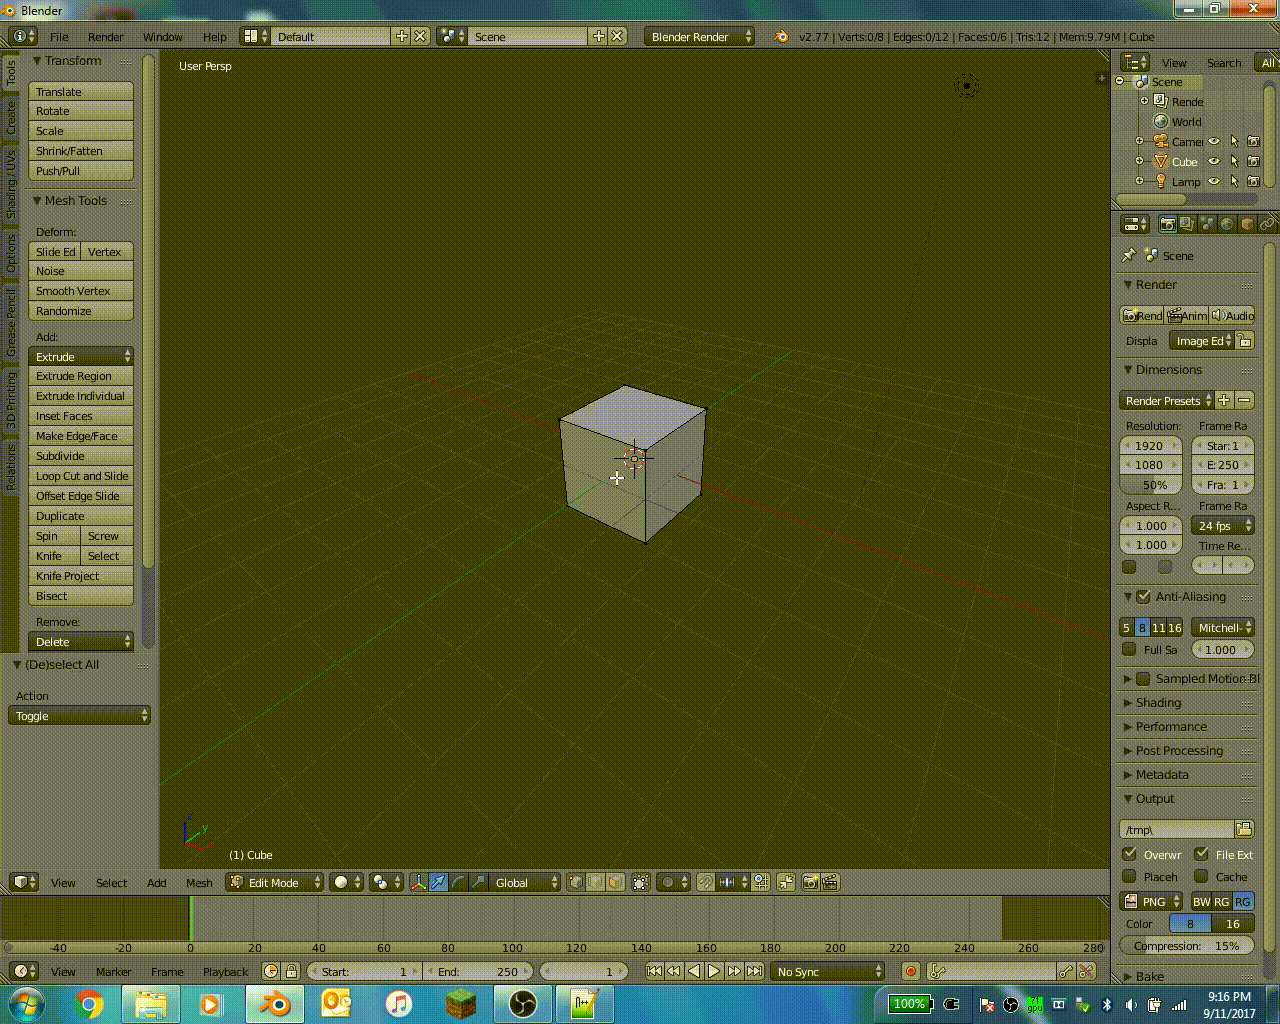 Blender
File Render Window Help Default Scene Blender Render v2.77 | Verts:0/8 | Edges:0/12 | Faces:0/6 | Tris:12 | Mem:9.79M | Cube
Tools
Create
Shading / UVs
Options
Grease Pencil
3D Printing
Relations
Transform
Translate
Rotate
Scale
Shrink/Fatten
Push/Pull
Mesh Tools
Deform:
Slide Ed Vertex
Noise
Smooth Vertex
Randomize
Add:
Extrude
Extrude Region
Extrude Individual
Inset Faces
Make Edge/Face
Subdivide
Loop Cut and Slide
Offset Edge Slide
Duplicate
Spin Screw
Knife Select
Knife Project
Bisect
Remove:
Delete
(De)select All
Action
Toggle
User Persp
z
y
x
(1) Cube
View Select Add Mesh Edit Mode Global
-40 -20 0 20 40 60 80 100 120 140 160 180 200 220 240 260 280
View Marker Frame Playback Start: 1 End: 250 1 No Sync
View Search All
Scene
Rende
World
Camer
Cube
Lamp
Scene
Render
Rend Anim Audio
Displa Image Ed
Dimensions
Render Presets
Resolution: Frame Ra
1920 Star: 1
1080 E: 250
50% Fra: 1
Aspect R... Frame Ra
1.000 24 fps
1.000 Time Re...
Anti-Aliasing
5 8 11 16 Mitchell-
Full Sa 1.000
Sampled Motion Bl
Shading
Performance
Post Processing
Metadata
Output
/tmp\
Overwr File Ext
Placeh Cache
PNG BW RG RG
Color 8 16
Compression: 15%
Bake
100% 71 gpu 9:16 PM
9/11/2017